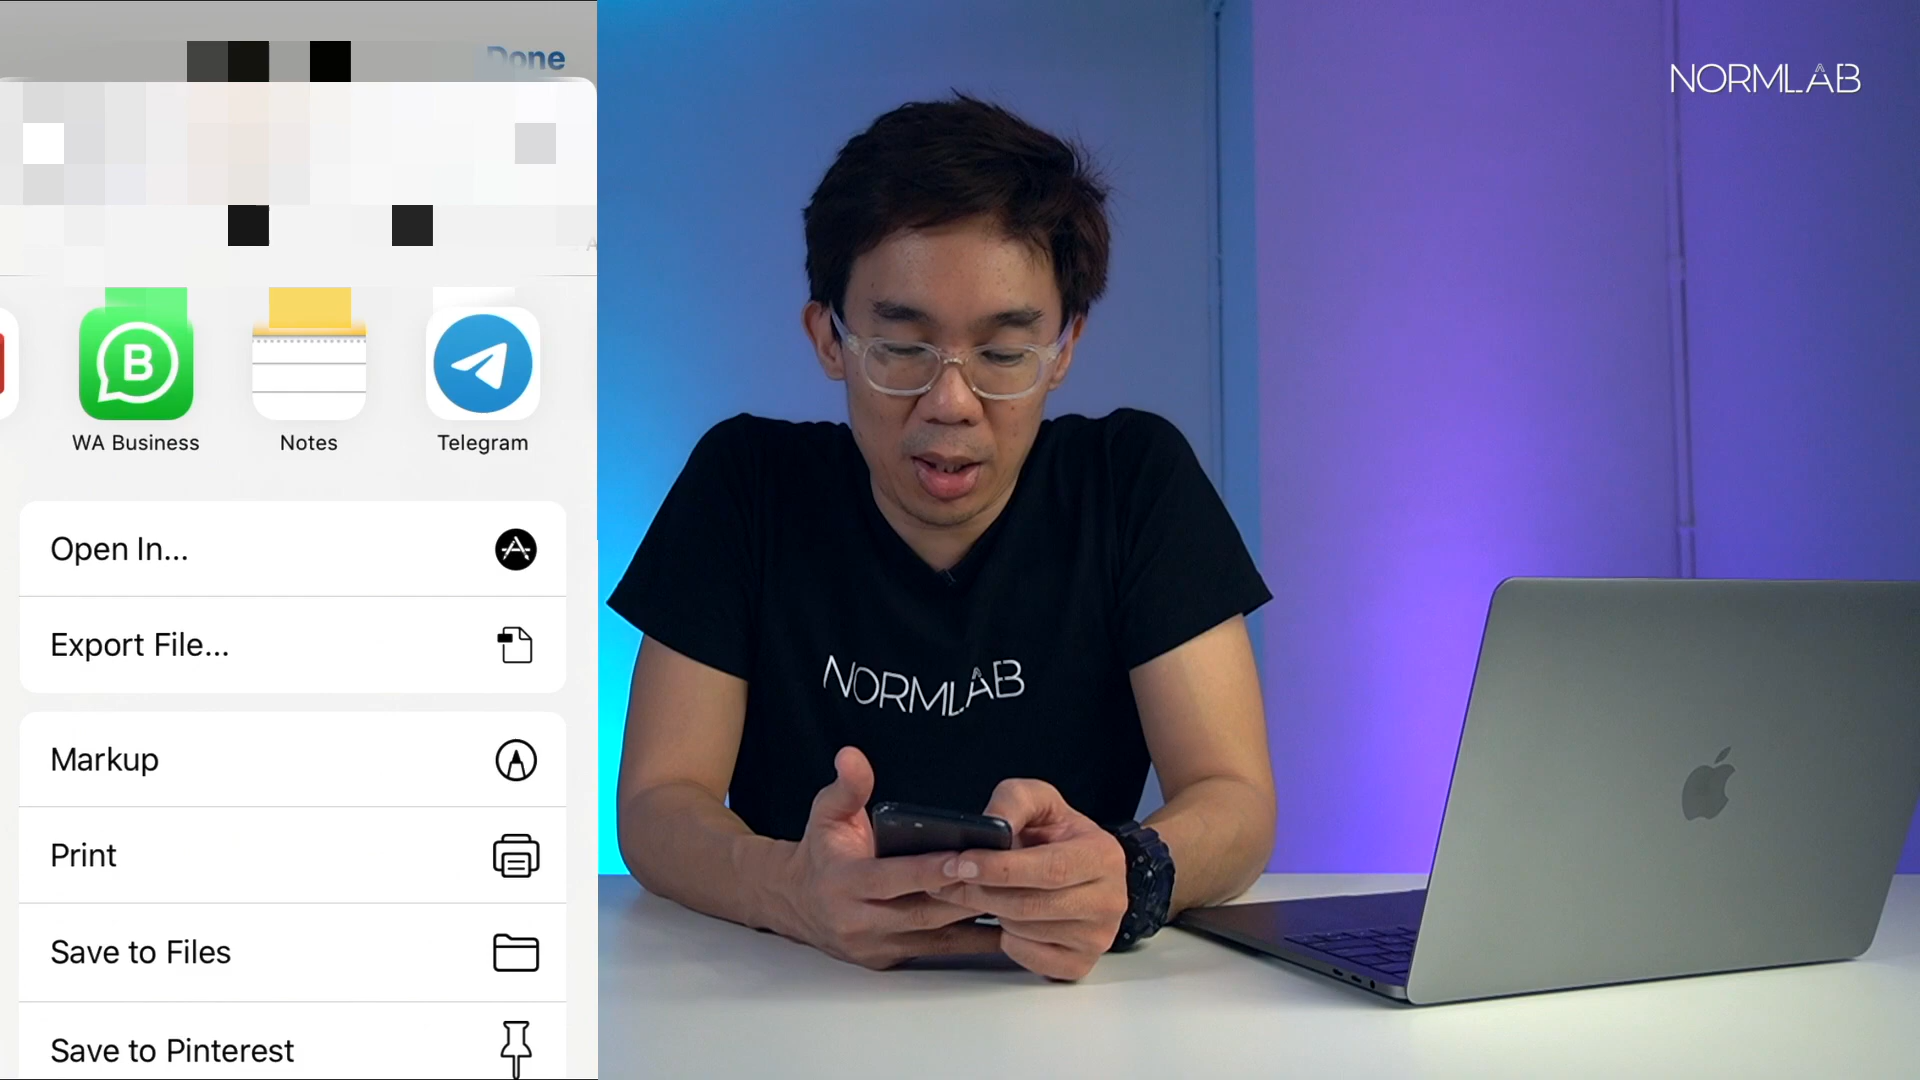 Done
NORMLAB
WA Business
Notes
Telegram
Open In...
Export File...
Markup
Print
Save to Files
Save to Pinterest
B
NORMLAB